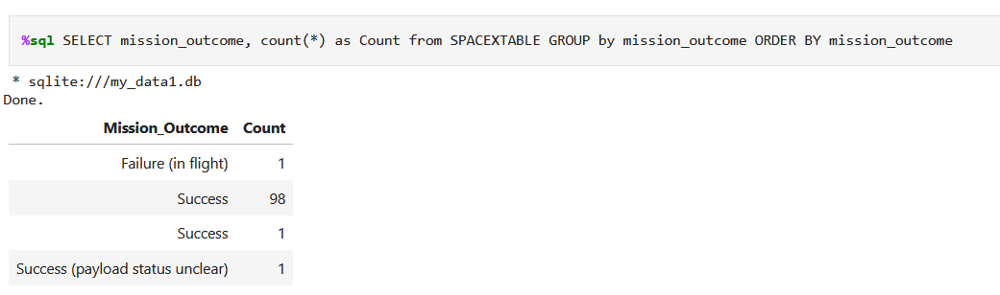 %sql SELECT mission_outcome, count(*) as Count from SPACEXTABLE GROUP by mission_outcome ORDER BY mission_outcome
* sqlite:///my_data1.db
Done.
Mission_Outcome Count
Failure (in flight) 1
Success 98
Success 1
Success (payload status unclear) 1